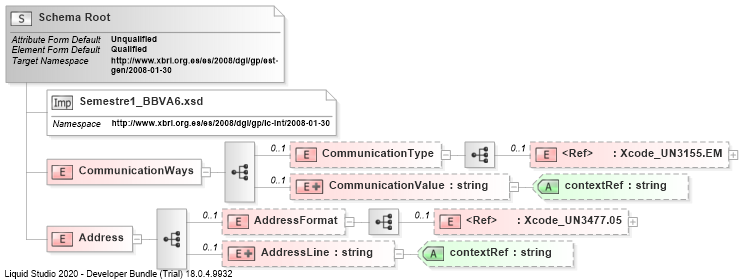 S Schema Root
Attribute Form Default Unqualified
Element Form Default Qualified
Target Namespace http://www.xbrl.org.es/es/2008/dgi/gp/est-
gen/2008-01-30
Imp Semestre1_BBVA6.xsd
Namespace http://www.xbrl.org.es/es/2008/dgi/gp/ic-int/2008-01-30
E CommunicationWays
0..1 E CommunicationType
0..1 E <Ref> : Xcode_UN3155.EM
0..1 E CommunicationValue : string
A contextRef : string
E Address
0..1 E AddressFormat
0..1 E <Ref> : Xcode_UN3477.05
0..1 E AddressLine : string
A contextRef : string
Liquid Studio 2020 - Developer Bundle (Trial) 18.0.4.9932